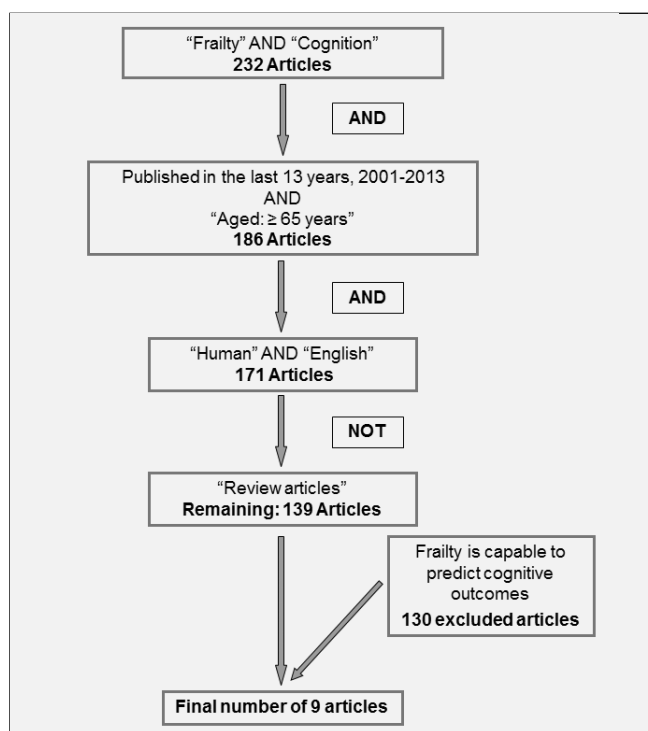 “Frailty” AND “Cognition”
232 Articles
AND
Published in the last 13 years, 2001-2013
AND
“Aged: ≥ 65 years”
186 Articles
AND
“Human” AND “English”
171 Articles
NOT
“Review articles”
Remaining: 139 Articles
Frailty is capable to
predict cognitive
outcomes
130 excluded articles
Final number of 9 articles